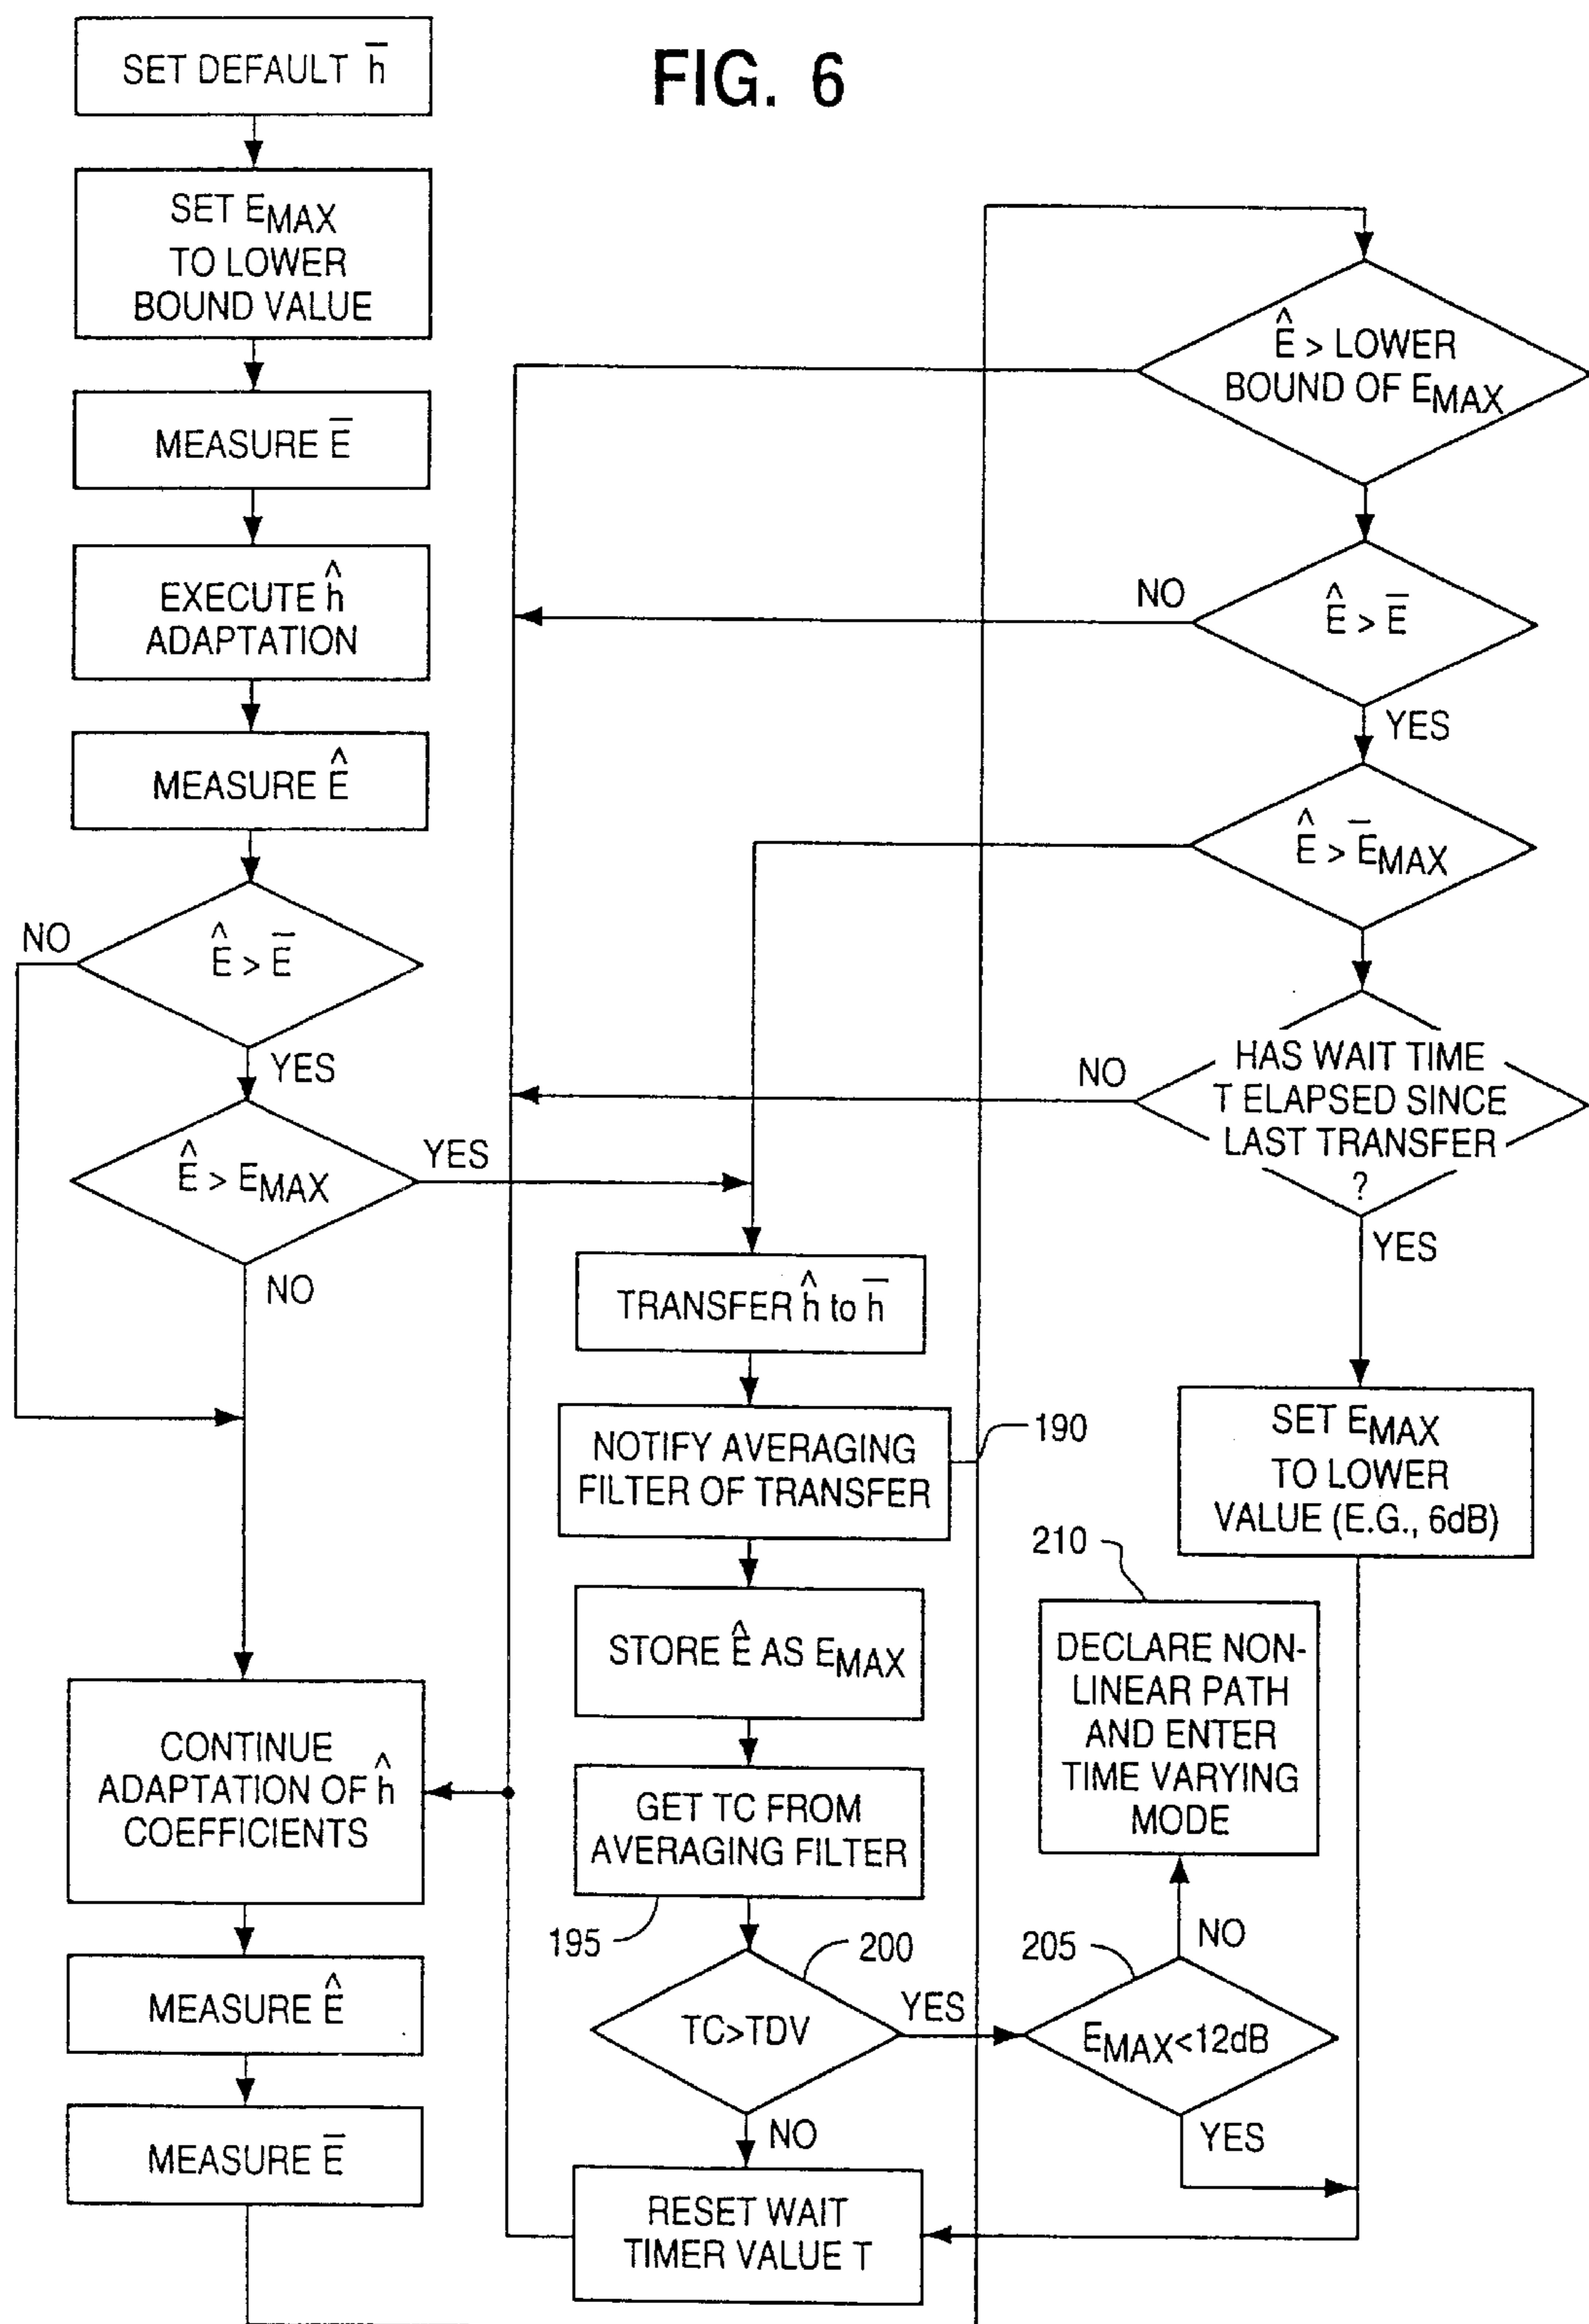 FIG. 6
SET DEFAULT h̅
SET EMAX
TO LOWER
BOUND VALUE
MEASURE E̅
EXECUTE ĥ
ADAPTATION
MEASURE Ê
Ê > E̅
NO
YES
Ê > EMAX
YES
NO
CONTINUE
ADAPTATION OF ĥ
COEFFICIENTS
MEASURE Ê
MEASURE E̅
TRANSFER ĥ to h̅
NOTIFY AVERAGING
FILTER OF TRANSFER
190
STORE Ê AS EMAX
GET TC FROM
AVERAGING FILTER
195
200
TC>TDV
YES
NO
RESET WAIT
TIMER VALUE T
Ê > LOWER
BOUND OF EMAX
Ê > E̅
NO
YES
Ê > E̅MAX
HAS WAIT TIME
T ELAPSED SINCE
LAST TRANSFER
?
NO
YES
SET EMAX
TO LOWER
VALUE (E.G., 6dB)
210
DECLARE NON-
LINEAR PATH
AND ENTER
TIME VARYING
MODE
NO
205
EMAX<12dB
YES